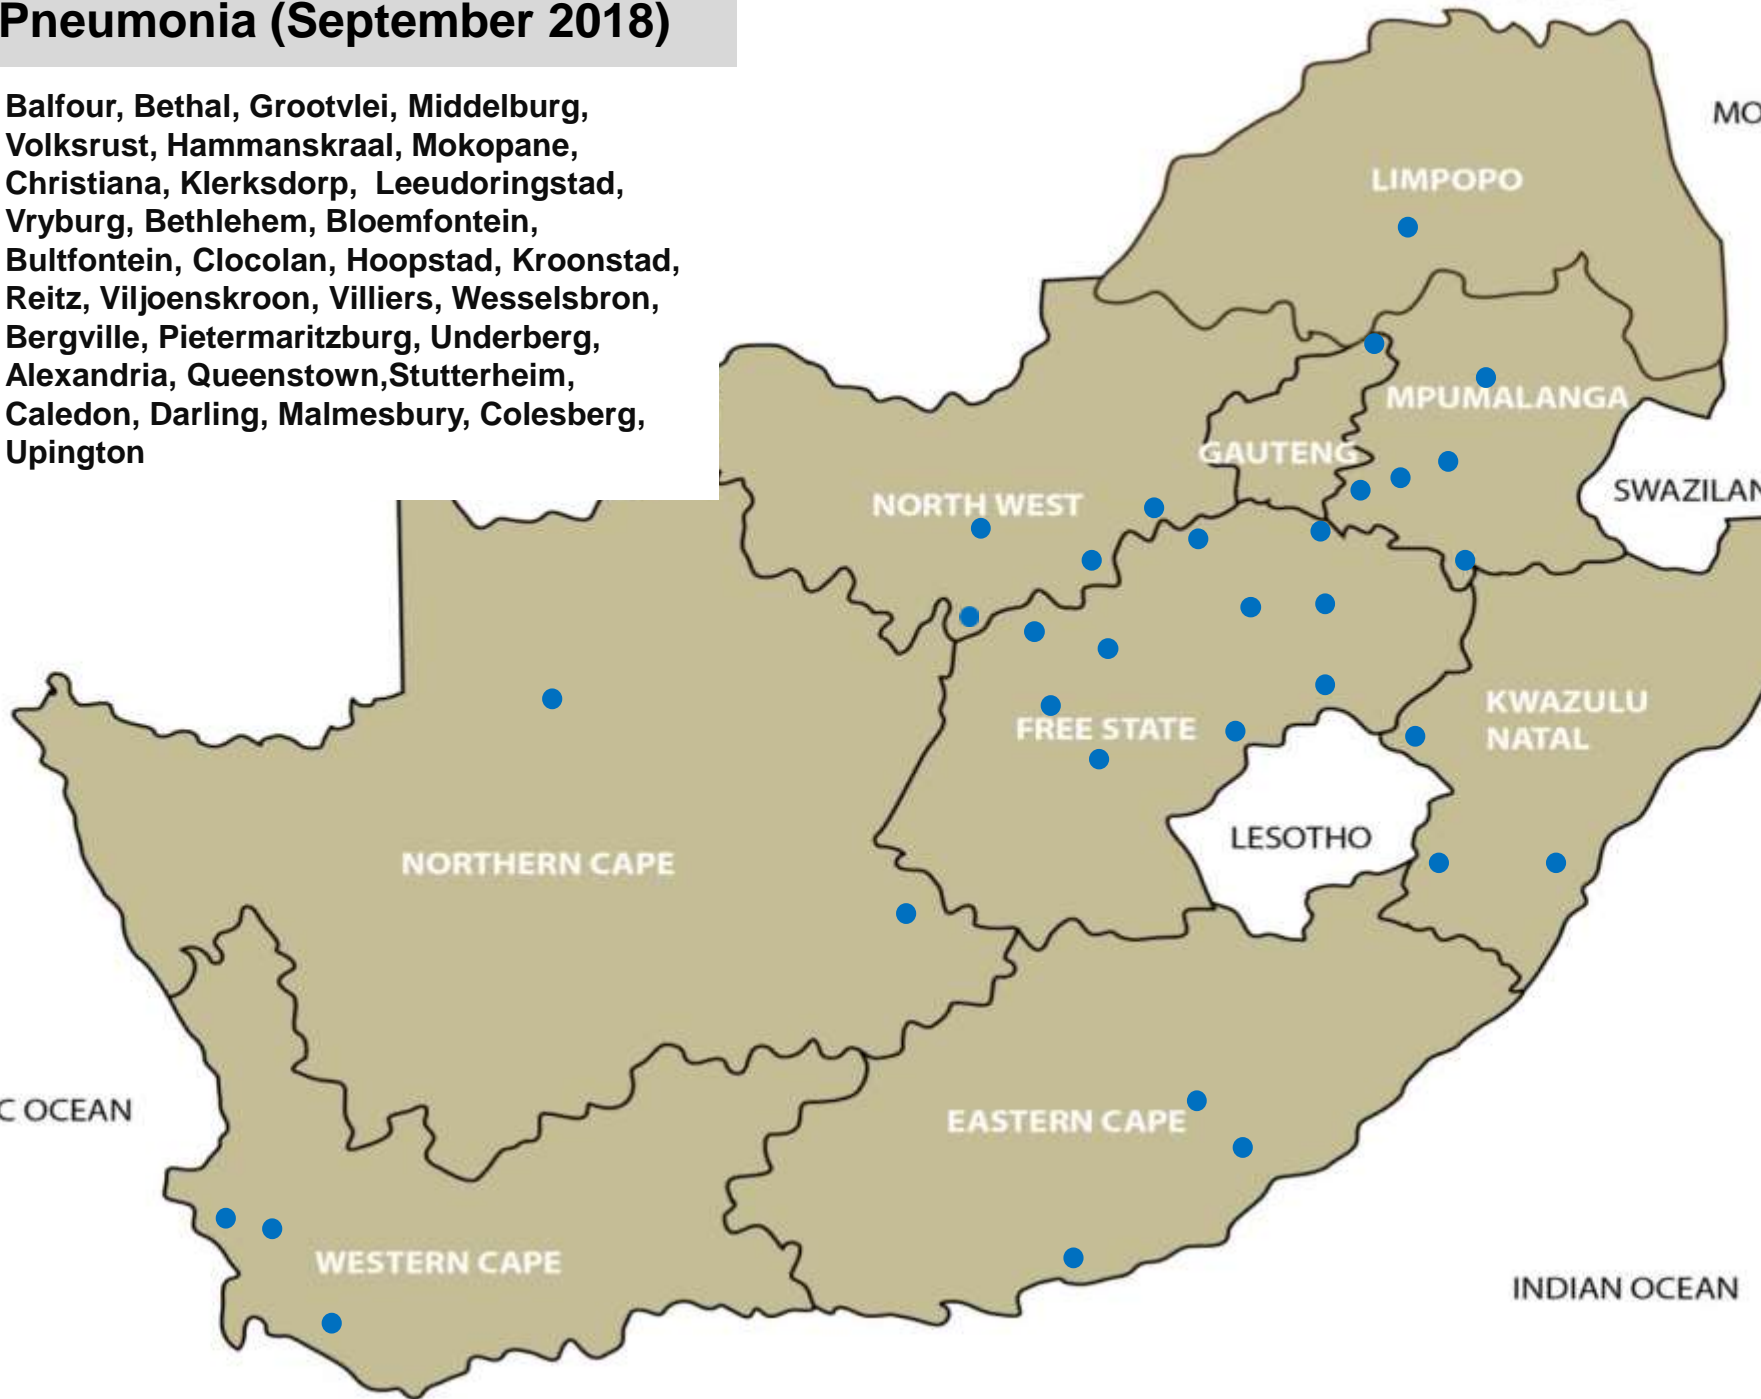 Pneumonia (September 2018)
Balfour, Bethal, Grootvlei, Middelburg,
Volksrust, Hammanskraal, Mokopane,
Christiana, Klerksdorp, Leeudoringstad,
Vryburg, Bethlehem, Bloemfontein,
Bultfontein, Clocolan, Hoopstad, Kroonstad,
Reitz, Viljoenskroon, Villiers, Wesselsbron,
Bergville, Pietermaritzburg, Underberg,
Alexandria, Queenstown,Stutterheim,
Caledon, Darling, Malmesbury, Colesberg,
Upington
MO
LIMPOPO
MPUMALANGA
GAUTENG
SWAZILAN
NORTH WEST
KWAZULU
NATAL
FREE STATE
LESOTHO
NORTHERN CAPE
C OCEAN
EASTERN CAPE
WESTERN CAPE
INDIAN OCEAN